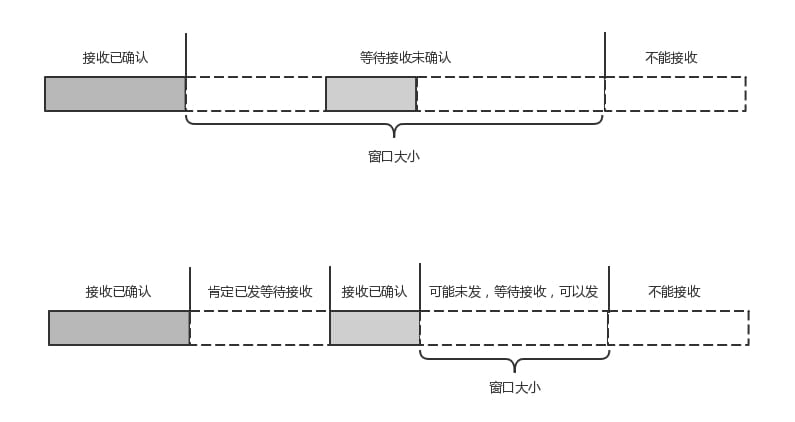 接收已确认
等待接收未确认
不能接收
窗口大小
接收已确认
肯定已发等待接收
接收已确认
可能未发，等待接收，可以发
不能接收
窗口大小